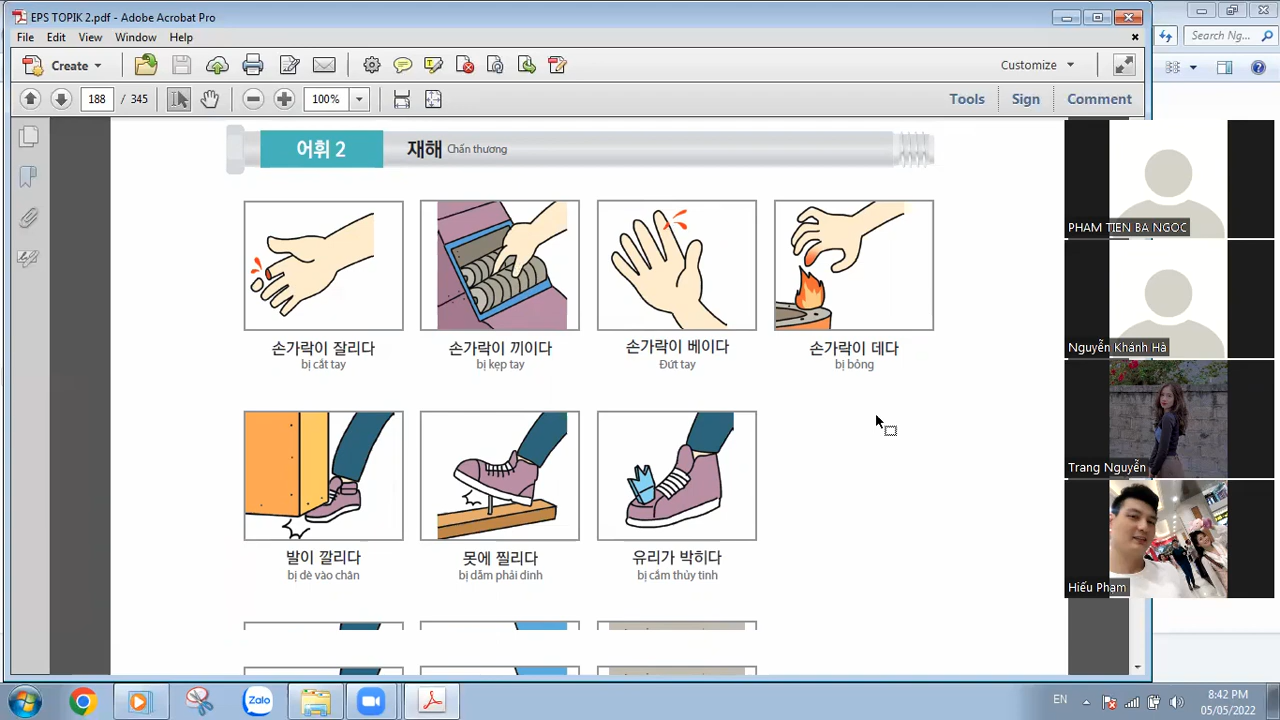 EPS TOPIK 2.pdf - Adobe Acrobat Pro
File Edit View Window Help
Search Ng...
Create
Customize
188 / 345
100%
Tools Sign Comment
어휘 2 재해 Chấn thương
손가락이 잘리다
bị cắt tay
손가락이 끼이다
bị kẹp tay
손가락이 베이다
Đứt tay
손가락이 데다
bị bỏng
발이 깔리다
bị đè vào chân
못에 찔리다
bị dẫm phải đinh
유리가 박히다
bị cắm thủy tinh
PHAM TIEN BA NGOC
Nguyễn Khánh Hà
Trang Nguyễn
Hiếu Phạm
Zalo
EN
8:42 PM
05/05/2022